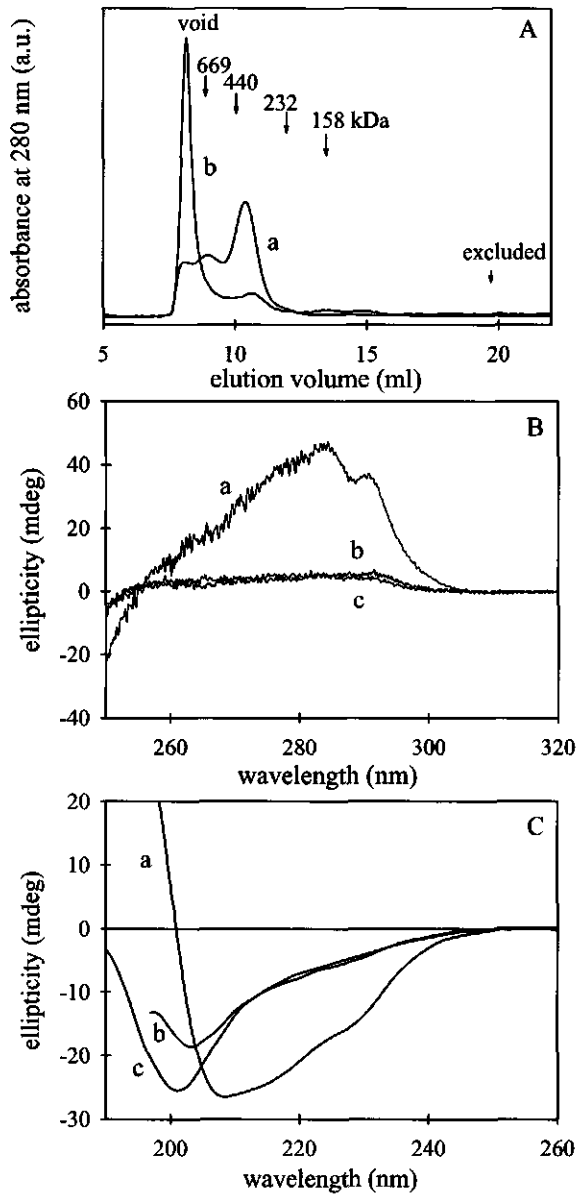 A
void
669
440
232
158 kDa
b
a
excluded
absorbance at 280 nm (a.u.)
5 10 15 20
elution volume (ml)
B
60
40
20
0
-20
-40
a
b
c
ellipticity (mdeg)
260 280 300 320
wavelength (nm)
C
20
10
0
-10
-20
-30
a
b
c
ellipticity (mdeg)
200 220 240 260
wavelength (nm)